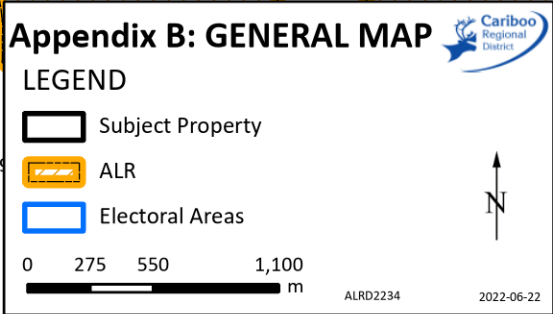 Appendix B: GENERAL MAP
Cariboo
Regional
District
LEGEND
Subject Property
ALR
Electoral Areas
0 275 550 1,100
m
N
ALRD2234
2022-06-22